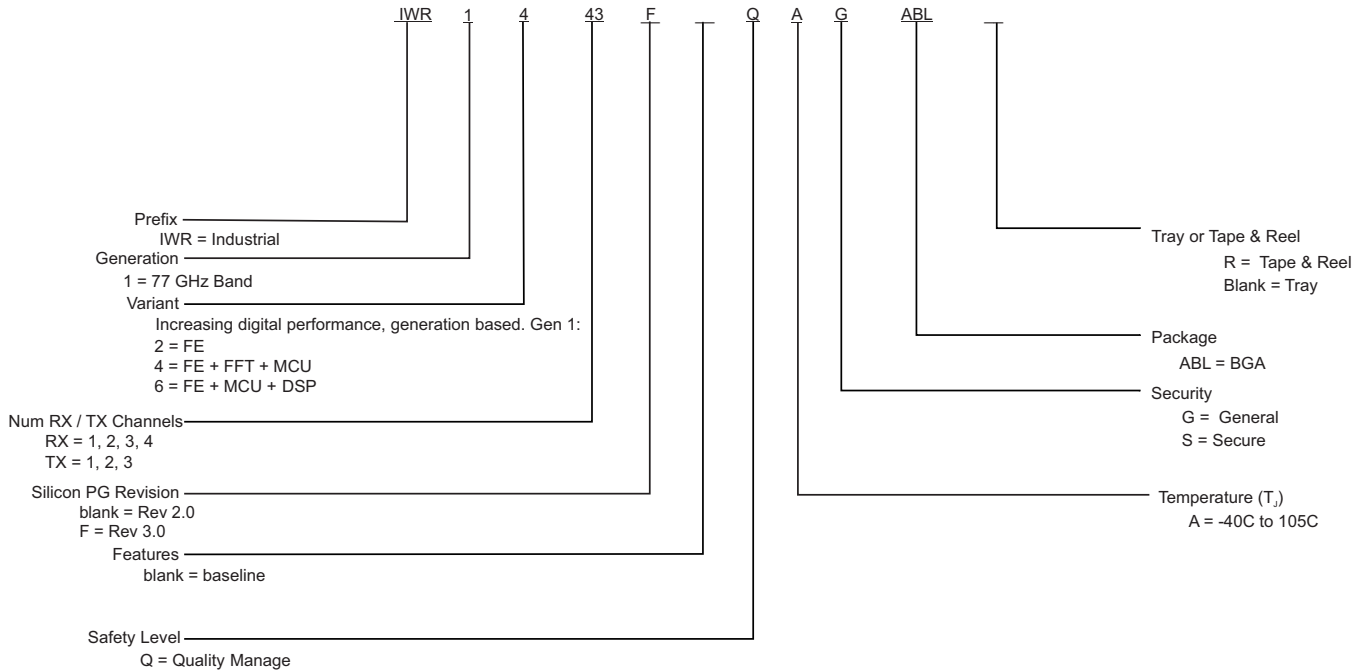 IWR 1 4 43 F Q A G ABL
Prefix
IWR = Industrial
Generation
1 = 77 GHz Band
Variant
Increasing digital performance, generation based. Gen 1:
2 = FE
4 = FE + FFT + MCU
6 = FE + MCU + DSP
Num RX / TX Channels
RX = 1, 2, 3, 4
TX = 1, 2, 3
Silicon PG Revision
blank = Rev 2.0
F = Rev 3.0
Features
blank = baseline
Safety Level
Q = Quality Manage
Tray or Tape & Reel
R = Tape & Reel
Blank = Tray
Package
ABL = BGA
Security
G = General
S = Secure
Temperature (TJ)
A = -40C to 105C